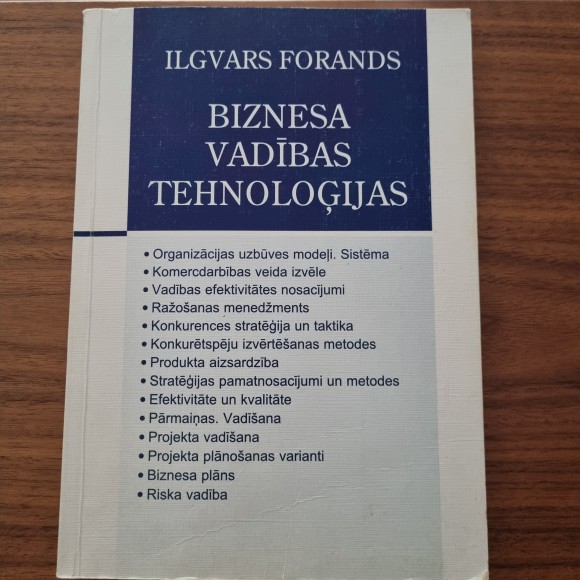 ILGVARS FORANDS
BIZNESA
VADĪBAS
TEHNOLOĢIJAS
• Organizācijas uzbūves modeļi. Sistēma
• Komercdarbības veida izvēle
• Vadības efektivitātes nosacījumi
• Ražošanas menedžments
• Konkurences stratēģija un taktika
• Konkurētspēju izvērtēšanas metodes
• Produkta aizsardzība
• Stratēģijas pamatnosacījumi un metodes
• Efektivitāte un kvalitāte
• Pārmaiņas. Vadīšana
• Projekta vadīšana
• Projekta plānošanas varianti
• Biznesa plāns
• Riska vadība